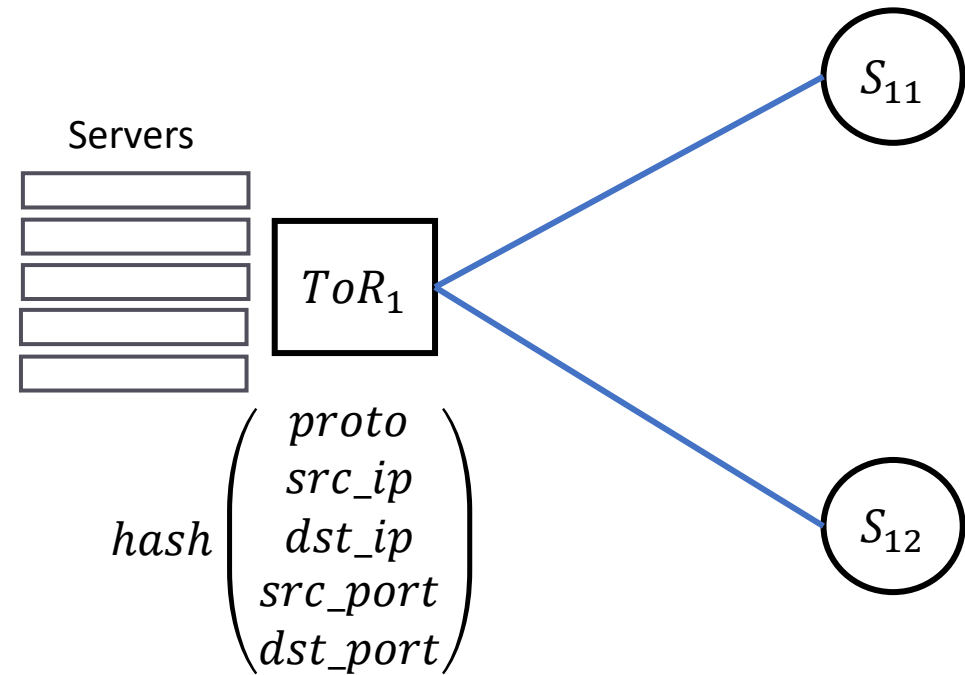 S₁₁
Servers
ToR₁
proto
src_ip
hash dst_ip
src_port
dst_port
S₁₂